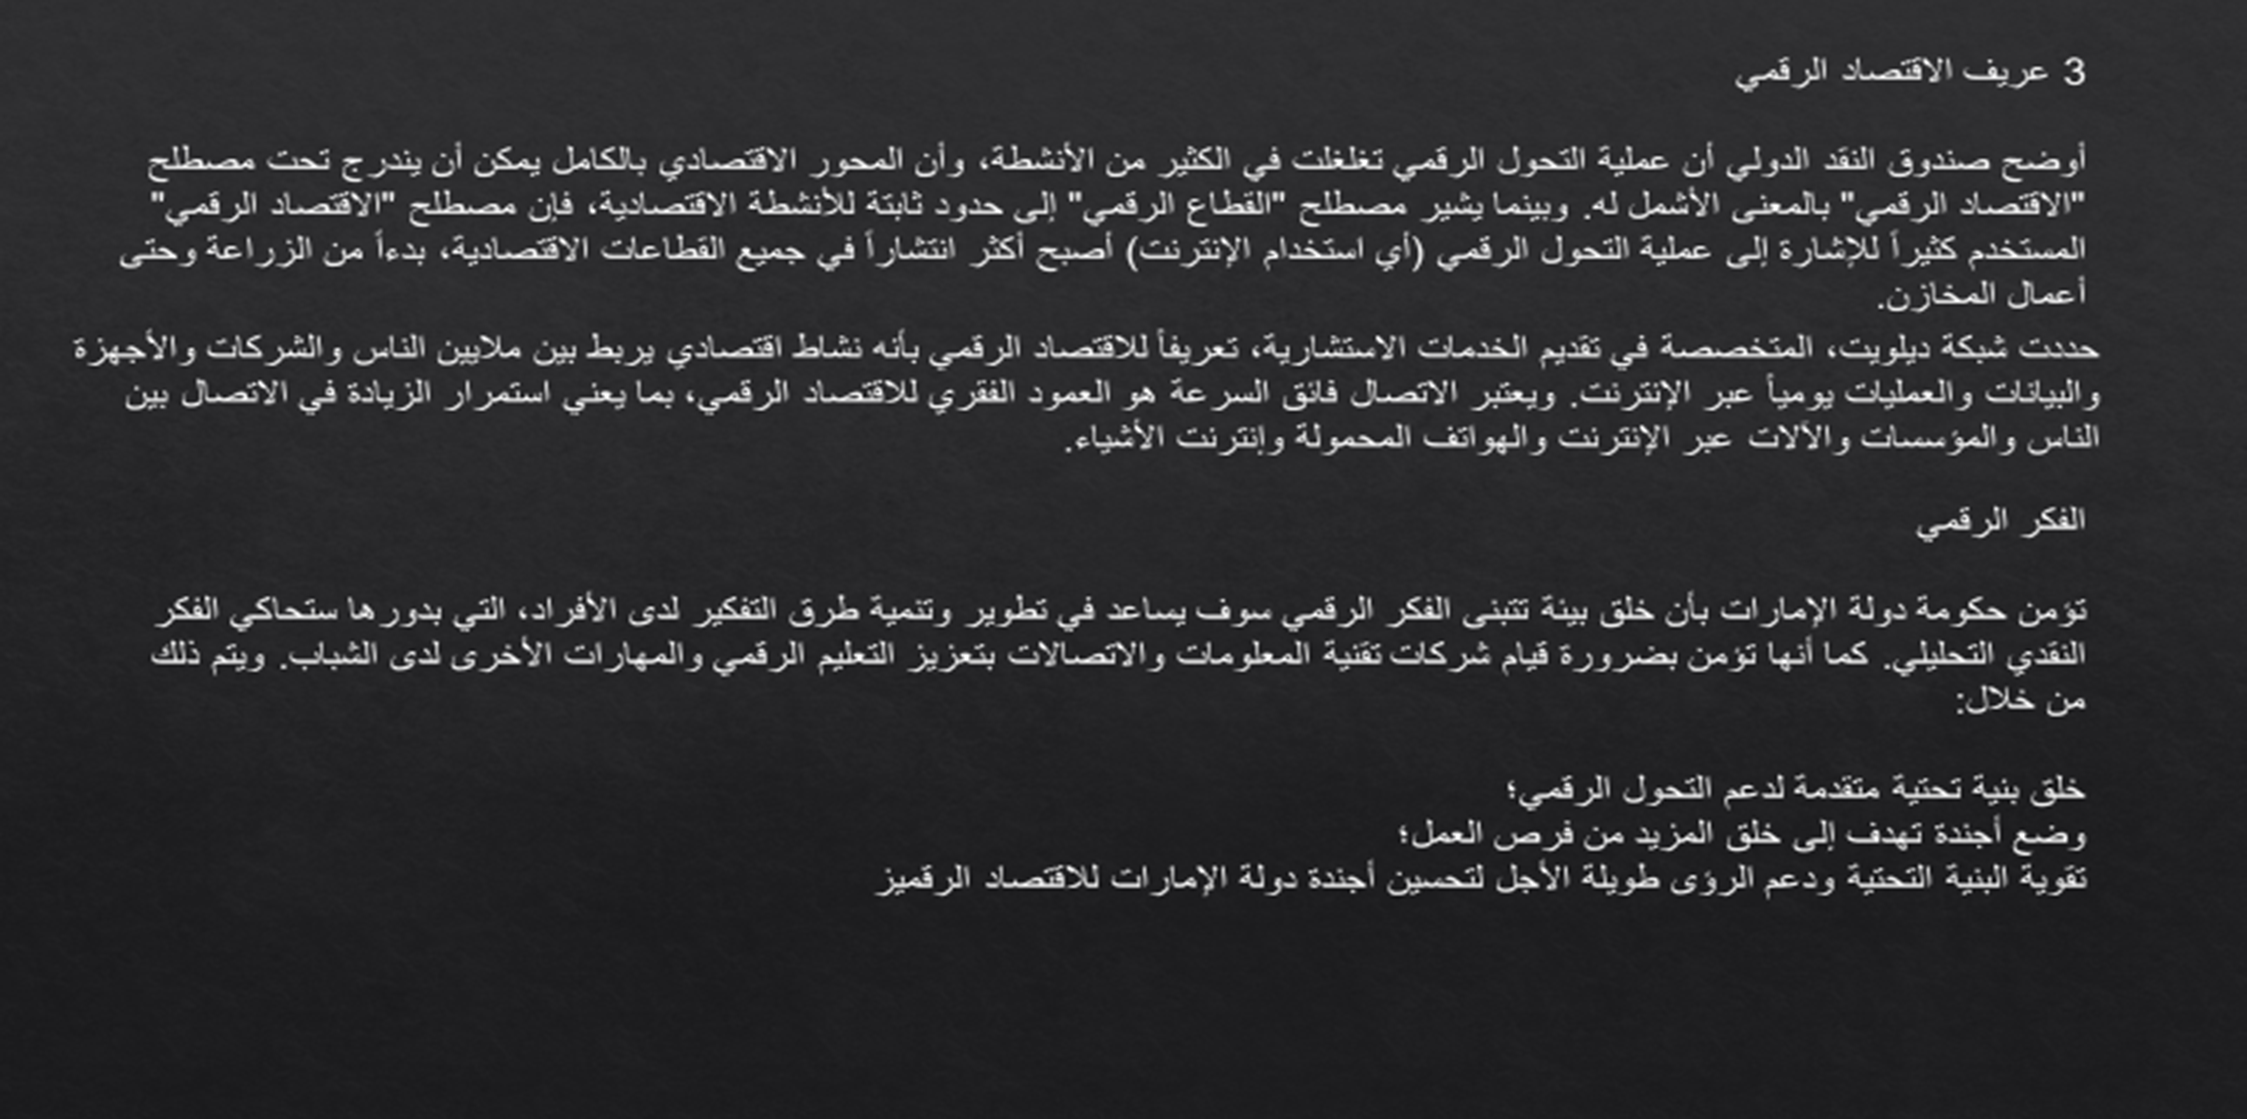 3 عريف الاقتصاد الرقمي
أوضح صندوق النقد الدولي أن عملية التحول الرقمي تغلغلت في الكثير من الأنشطة، وأن المحور الاقتصادي بالكامل يمكن أن يندرج تحت مصطلح
"الاقتصاد الرقمي" بالمعنى الأشمل له. وبينما يشير مصطلح "القطاع الرقمي" إلى حدود ثابتة للأنشطة الاقتصادية، فإن مصطلح "الاقتصاد الرقمي"
المستخدم كثيراً للإشارة إلى عملية التحول الرقمي (أي استخدام الإنترنت) أصبح أكثر انتشاراً في جميع القطاعات الاقتصادية، بدءاً من الزراعة وحتى
أعمال المخازن.
حددت شبكة ديلويت، المتخصصة في تقديم الخدمات الاستشارية، تعريفاً للاقتصاد الرقمي بأنه نشاط اقتصادي يربط بين ملايين الناس والشركات والأجهزة
والبيانات والعمليات يومياً عبر الإنترنت. ويعتبر الاتصال فائق السرعة هو العمود الفقري للاقتصاد الرقمي، بما يعني استمرار الزيادة في الاتصال بين
الناس والمؤسسات والآلات عبر الإنترنت والهواتف المحمولة وإنترنت الأشياء.
الفكر الرقمي
تؤمن حكومة دولة الإمارات بأن خلق بيئة تتبنى الفكر الرقمي سوف يساعد في تطوير وتنمية طرق التفكير لدى الأفراد، التي بدورها ستحاكي الفكر
النقدي التحليلي. كما أنها تؤمن بضرورة قيام شركات تقنية المعلومات والاتصالات بتعزيز التعليم الرقمي والمهارات الأخرى لدى الشباب. ويتم ذلك
من خلال:
خلق بنية تحتية متقدمة لدعم التحول الرقمي؛
وضع أجندة تهدف إلى خلق المزيد من فرص العمل؛
تقوية البنية التحتية ودعم الرؤى طويلة الأجل لتحسين أجندة دولة الإمارات للاقتصاد الرقميز